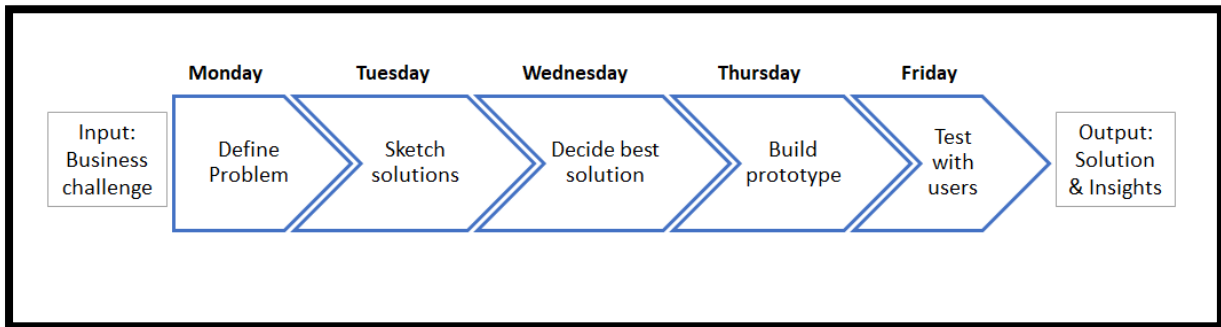 Monday
Tuesday
Wednesday
Thursday
Friday
Input:
Business
challenge
Define
Problem
Sketch
solutions
Decide best
solution
Build
prototype
Test
with
users
Output:
Solution
& Insights